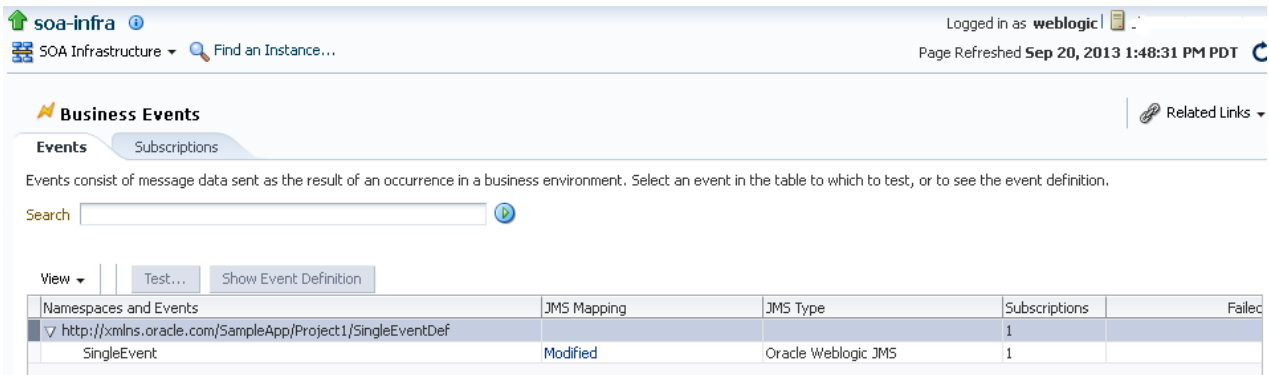 soa-infra
Logged in as weblogic
SOA Infrastructure Find an Instance...
Page Refreshed Sep 20, 2013 1:48:31 PM PDT
Business Events
Related Links
Events Subscriptions
Events consist of message data sent as the result of an occurrence in a business environment. Select an event in the table to which to test, or to see the event definition.
Search
View Test... Show Event Definition
Namespaces and Events JMS Mapping JMS Type Subscriptions Failed
http://xmlns.oracle.com/SampleApp/Project1/SingleEventDef 1
SingleEvent Modified Oracle Weblogic JMS 1